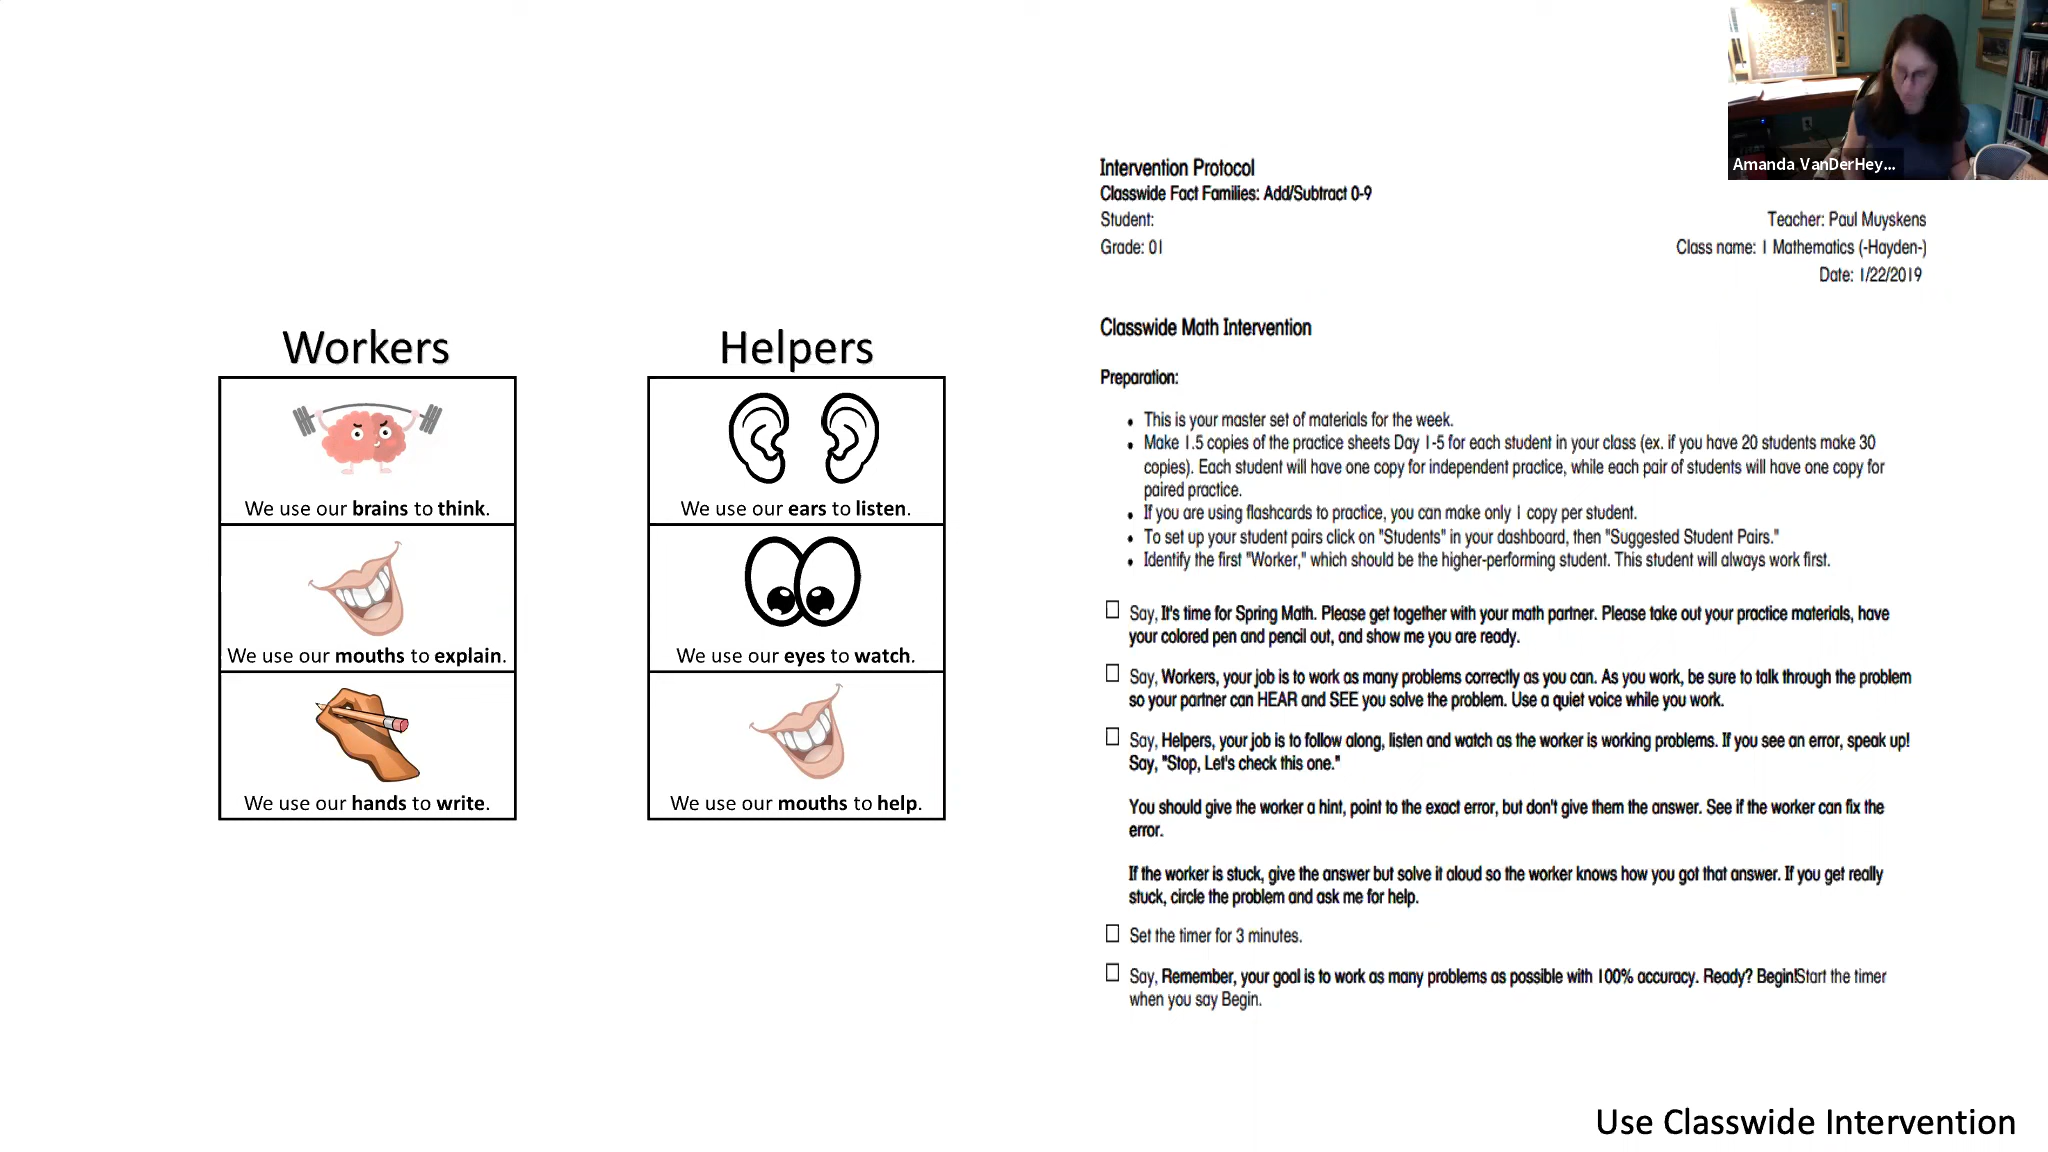 Amanda VanDerHey...
Workers
We use our brains to think.
We use our mouths to explain.
We use our hands to write.
Helpers
We use our ears to listen.
We use our eyes to watch.
We use our mouths to help.
Intervention Protocol
Classwide Fact Families: Add/Subtract 0-9
Student:
Grade: 01
Teacher: Paul Muyskens
Class name: 1 Mathematics (-Hayden-)
Date: 1/22/2019
Classwide Math Intervention
Preparation:
• This is your master set of materials for the week.
• Make 1.5 copies of the practice sheets Day 1-5 for each student in your class (ex. if you have 20 students make 30
copies). Each student will have one copy for independent practice, while each pair of students will have one copy for
paired practice.
• If you are using flashcards to practice, you can make only 1 copy per student.
• To set up your student pairs click on "Students" in your dashboard, then "Suggested Student Pairs."
• Identify the first "Worker," which should be the higher-performing student. This student will always work first.
Say, It's time for Spring Math. Please get together with your math partner. Please take out your practice materials, have
your colored pen and pencil out, and show me you are ready.
Say, Workers, your job is to work as many problems correctly as you can. As you work, be sure to talk through the problem
so your partner can HEAR and SEE you solve the problem. Use a quiet voice while you work.
Say, Helpers, your job is to follow along, listen and watch as the worker is working problems. If you see an error, speak up!
Say, "Stop, Let's check this one."
You should give the worker a hint, point to the exact error, but don't give them the answer. See if the worker can fix the
error.
If the worker is stuck, give the answer but solve it aloud so the worker knows how you got that answer. If you get really
stuck, circle the problem and ask me for help.
Set the timer for 3 minutes.
Say, Remember, your goal is to work as many problems as possible with 100% accuracy. Ready? Begin!Start the timer
when you say Begin.
Use Classwide Intervention